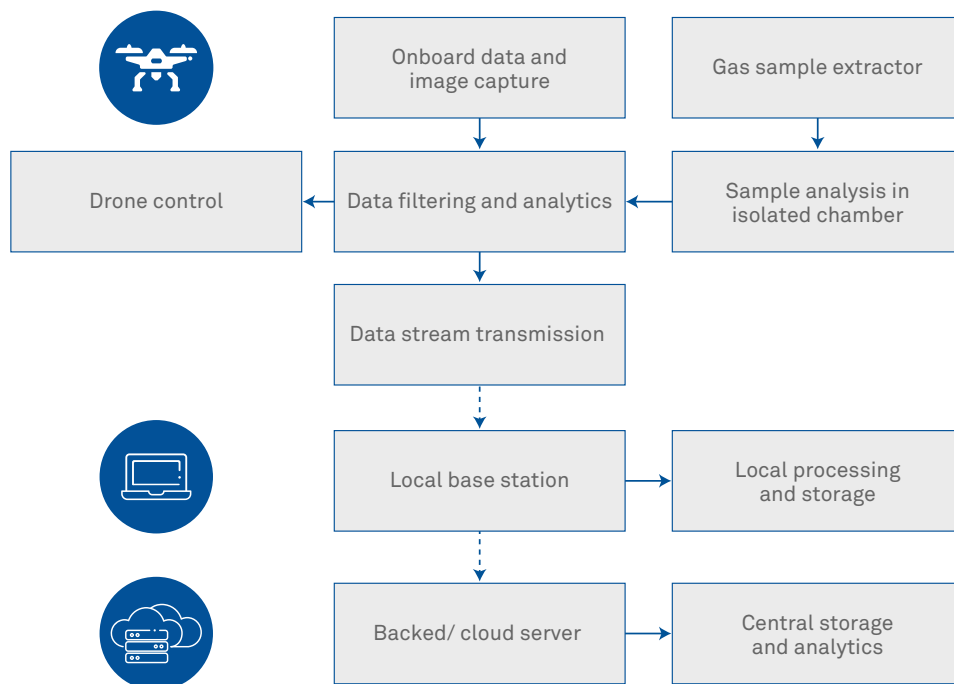 Onboard data and
image capture
Gas sample extractor
Drone control
Data filtering and analytics
Sample analysis in
isolated chamber
Data stream transmission
Local base station
Local processing
and storage
Backed/ cloud server
Central storage
and analytics